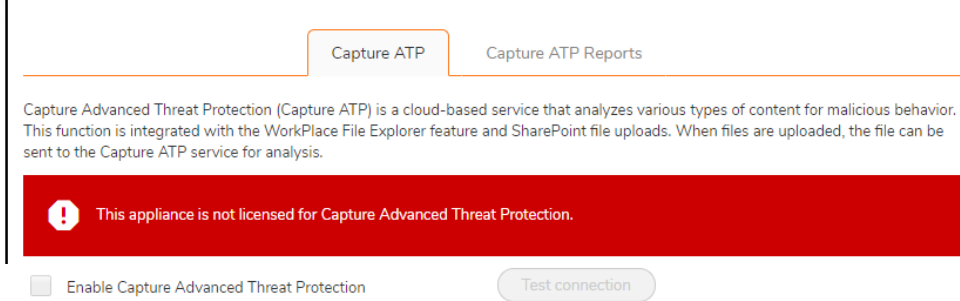 Capture ATP Capture ATP Reports
Capture Advanced Threat Protection (Capture ATP) is a cloud-based service that analyzes various types of content for malicious behavior.
This function is integrated with the WorkPlace File Explorer feature and SharePoint file uploads. When files are uploaded, the file can be
sent to the Capture ATP service for analysis.
This appliance is not licensed for Capture Advanced Threat Protection.
Enable Capture Advanced Threat Protection Test connection